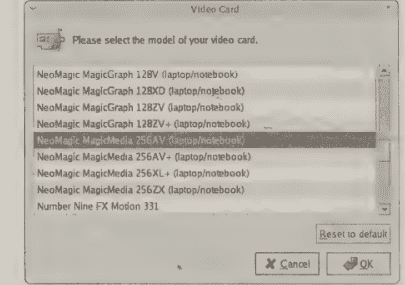 Video Card
Please select the model of your video card.
NeoMagic MagicGraph 128V (laptop/notebook)
NeoMagic MagicGraph 128XD (laptop/notebook)
NeoMagic MagicGraph 128ZV (laptop/notebook)
NeoMagic MagicGraph 128ZV+ (laptop/notebook)
NeoMagic MagicMedia 256AV (laptop/notebook)
NeoMagic MagicMedia 256AV+ (laptop/notebook)
NeoMagic MagicMedia 256XL+ (laptop/notebook)
NeoMagic MagicMedia 256ZX (laptop/notebook)
Number Nine FX Motion 331
Reset to default
Cancel OK